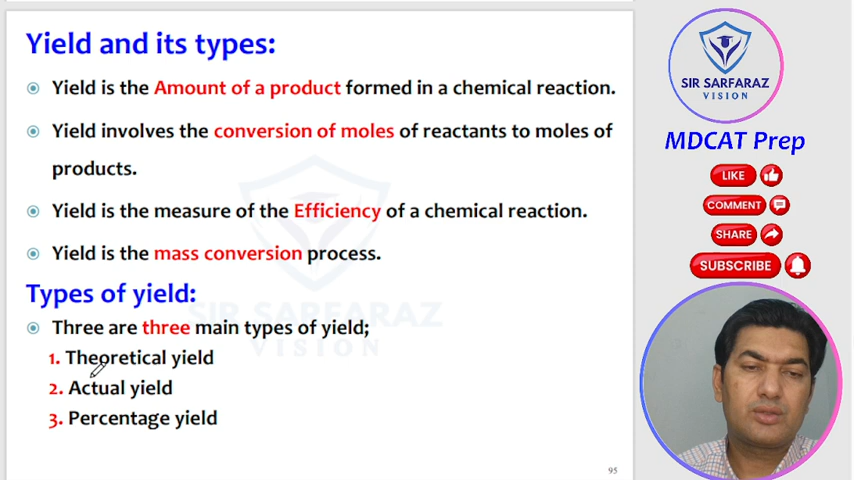 Yield and its types:
Yield is the Amount of a product formed in a chemical reaction.
Yield involves the conversion of moles of reactants to moles of
products.
Yield is the measure of the Efficiency of a chemical reaction.
Yield is the mass conversion process.
Types of yield:
Three are three main types of yield;
1. Theoretical yield
2. Actual yield
3. Percentage yield
95
SIR SARFARAZ
VISION
SIR SARFARAZ
VISION
MDCAT Prep
LIKE
COMMENT
SHARE
SUBSCRIBE